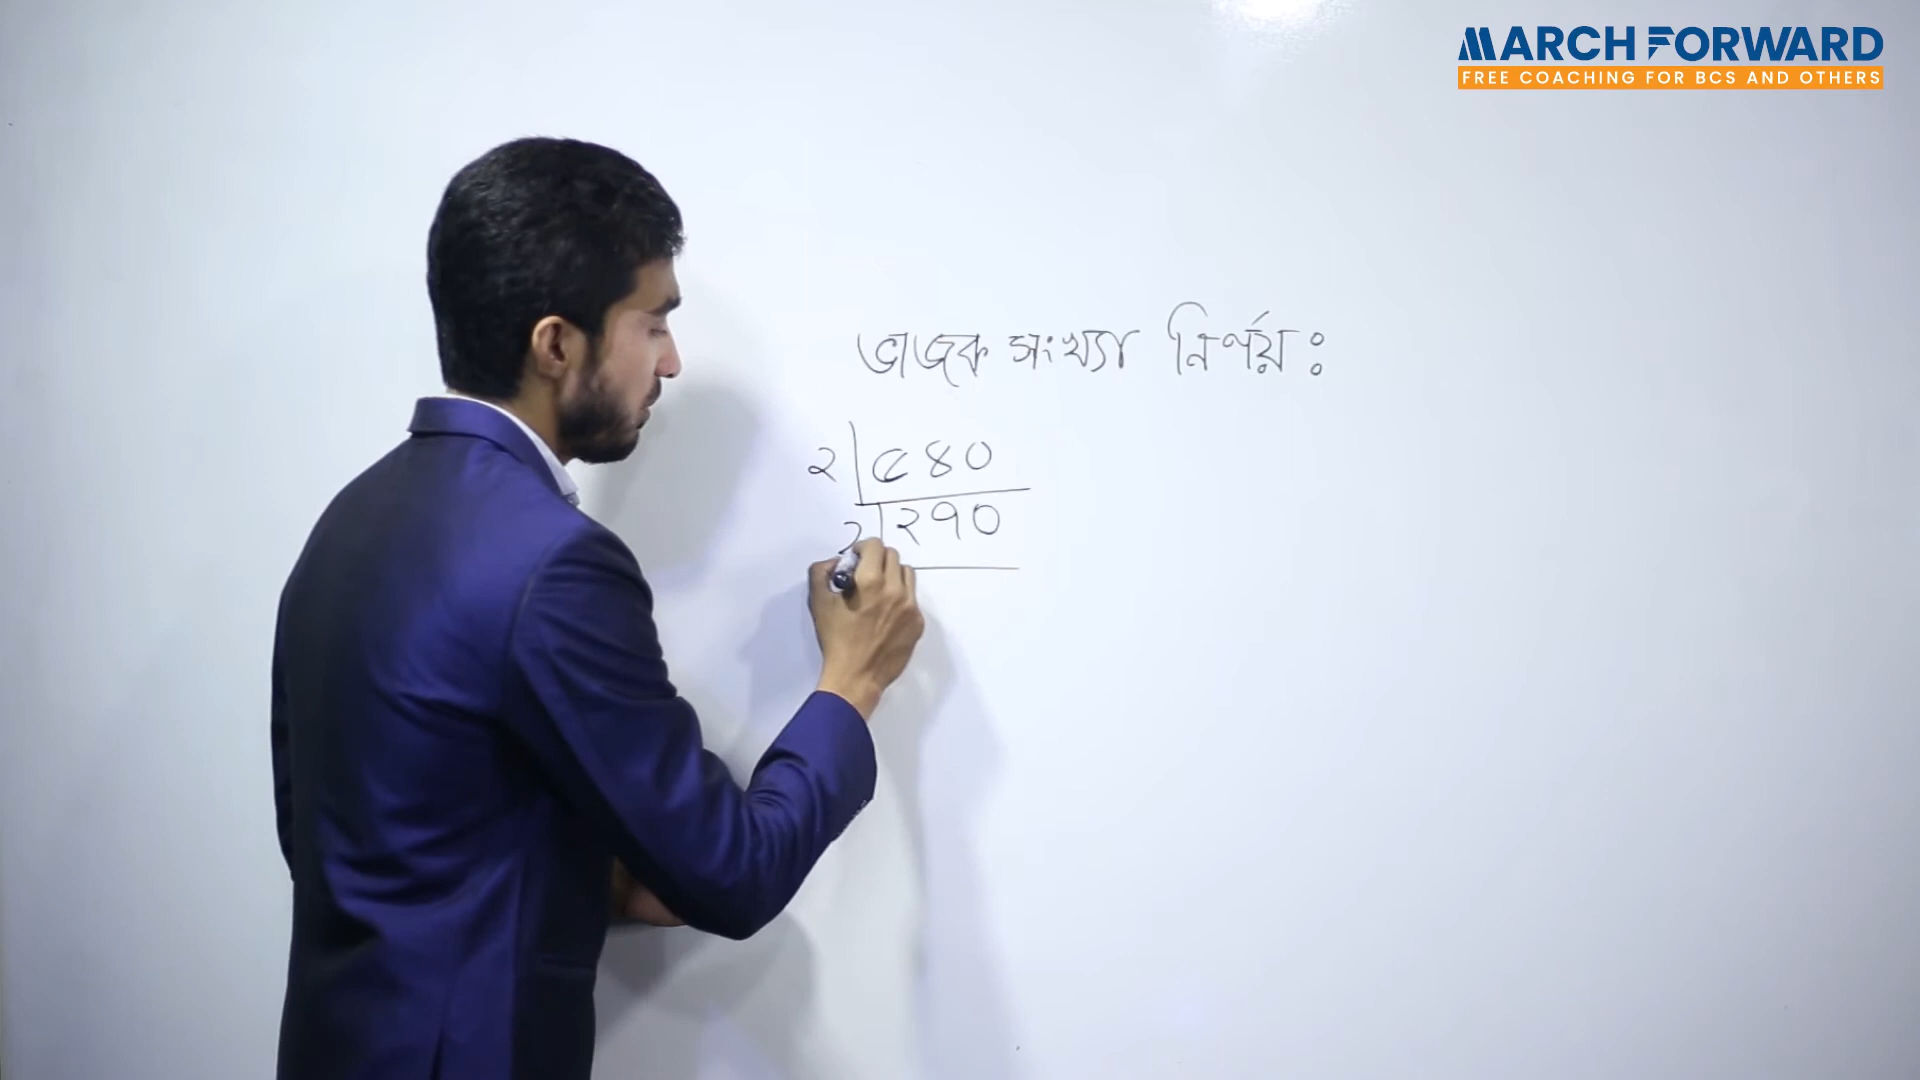 MARCH FORWARD
FREE COACHING FOR BCS AND OTHERS
ভাজক সংখ্যা নির্ণয় :
২ ৫৪০
২ ২৭০